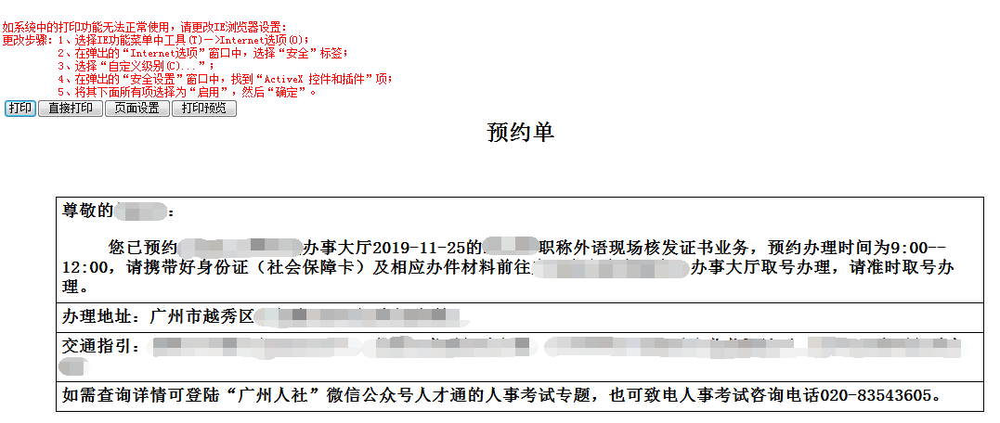 如系统中的打印功能无法正常使用，请更改IE浏览器设置：
更改步骤：1、选择IE功能菜单中工具(T)—>Internet选项(O)；
2、在弹出的“Internet选项”窗口中，选择“安全”标签；
3、选择“自定义级别(C)...”；
4、在弹出的“安全设置”窗口中，找到“ActiveX 控件和插件”项；
5、将其下面所有项选择为“启用”，然后“确定”。
打印 直接打印 页面设置 打印预览
预约单
尊敬的：
您已预约办事大厅2019-11-25的职称外语现场核发证书业务，预约办理时间为9:00--
12:00，请携带好身份证（社会保障卡）及相应办件材料前往办事大厅取号办理，请准时取号办
理。
办理地址：广州市越秀区
交通指引：
如需查询详情可登陆“广州人社”微信公众号人才通的人事考试专题，也可致电人事考试咨询电话020-83543605。